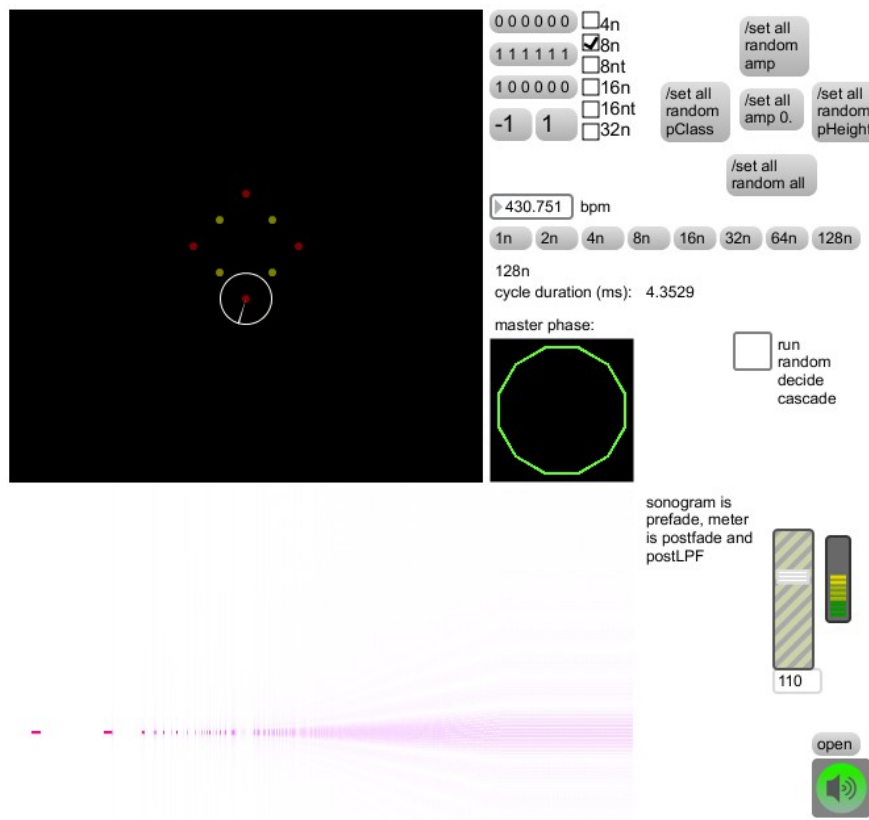 0 0 0 0 0 0
1 1 1 1 1 1
1 0 0 0 0 0
-1 1
4n
8n
8nt
16n
16nt
32n
/set all
random
amp
/set all
random
pClass
/set all
amp 0.
/set all
random
pHeight
/set all
random all
430.751 bpm
1n 2n 4n 8n 16n 32n 64n 128n
128n
cycle duration (ms): 4.3529
master phase:
run
random
decide
cascade
sonogram is
prefade, meter
is postfade and
postLPF
110
open